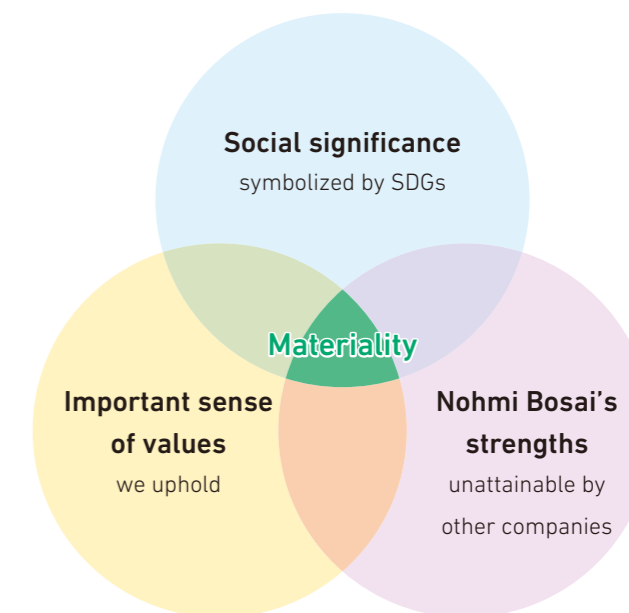 Social significance
symbolized by SDGs
Materiality
Important sense
of values
we uphold
Nohmi Bosai’s
strengths
unattainable by
other companies